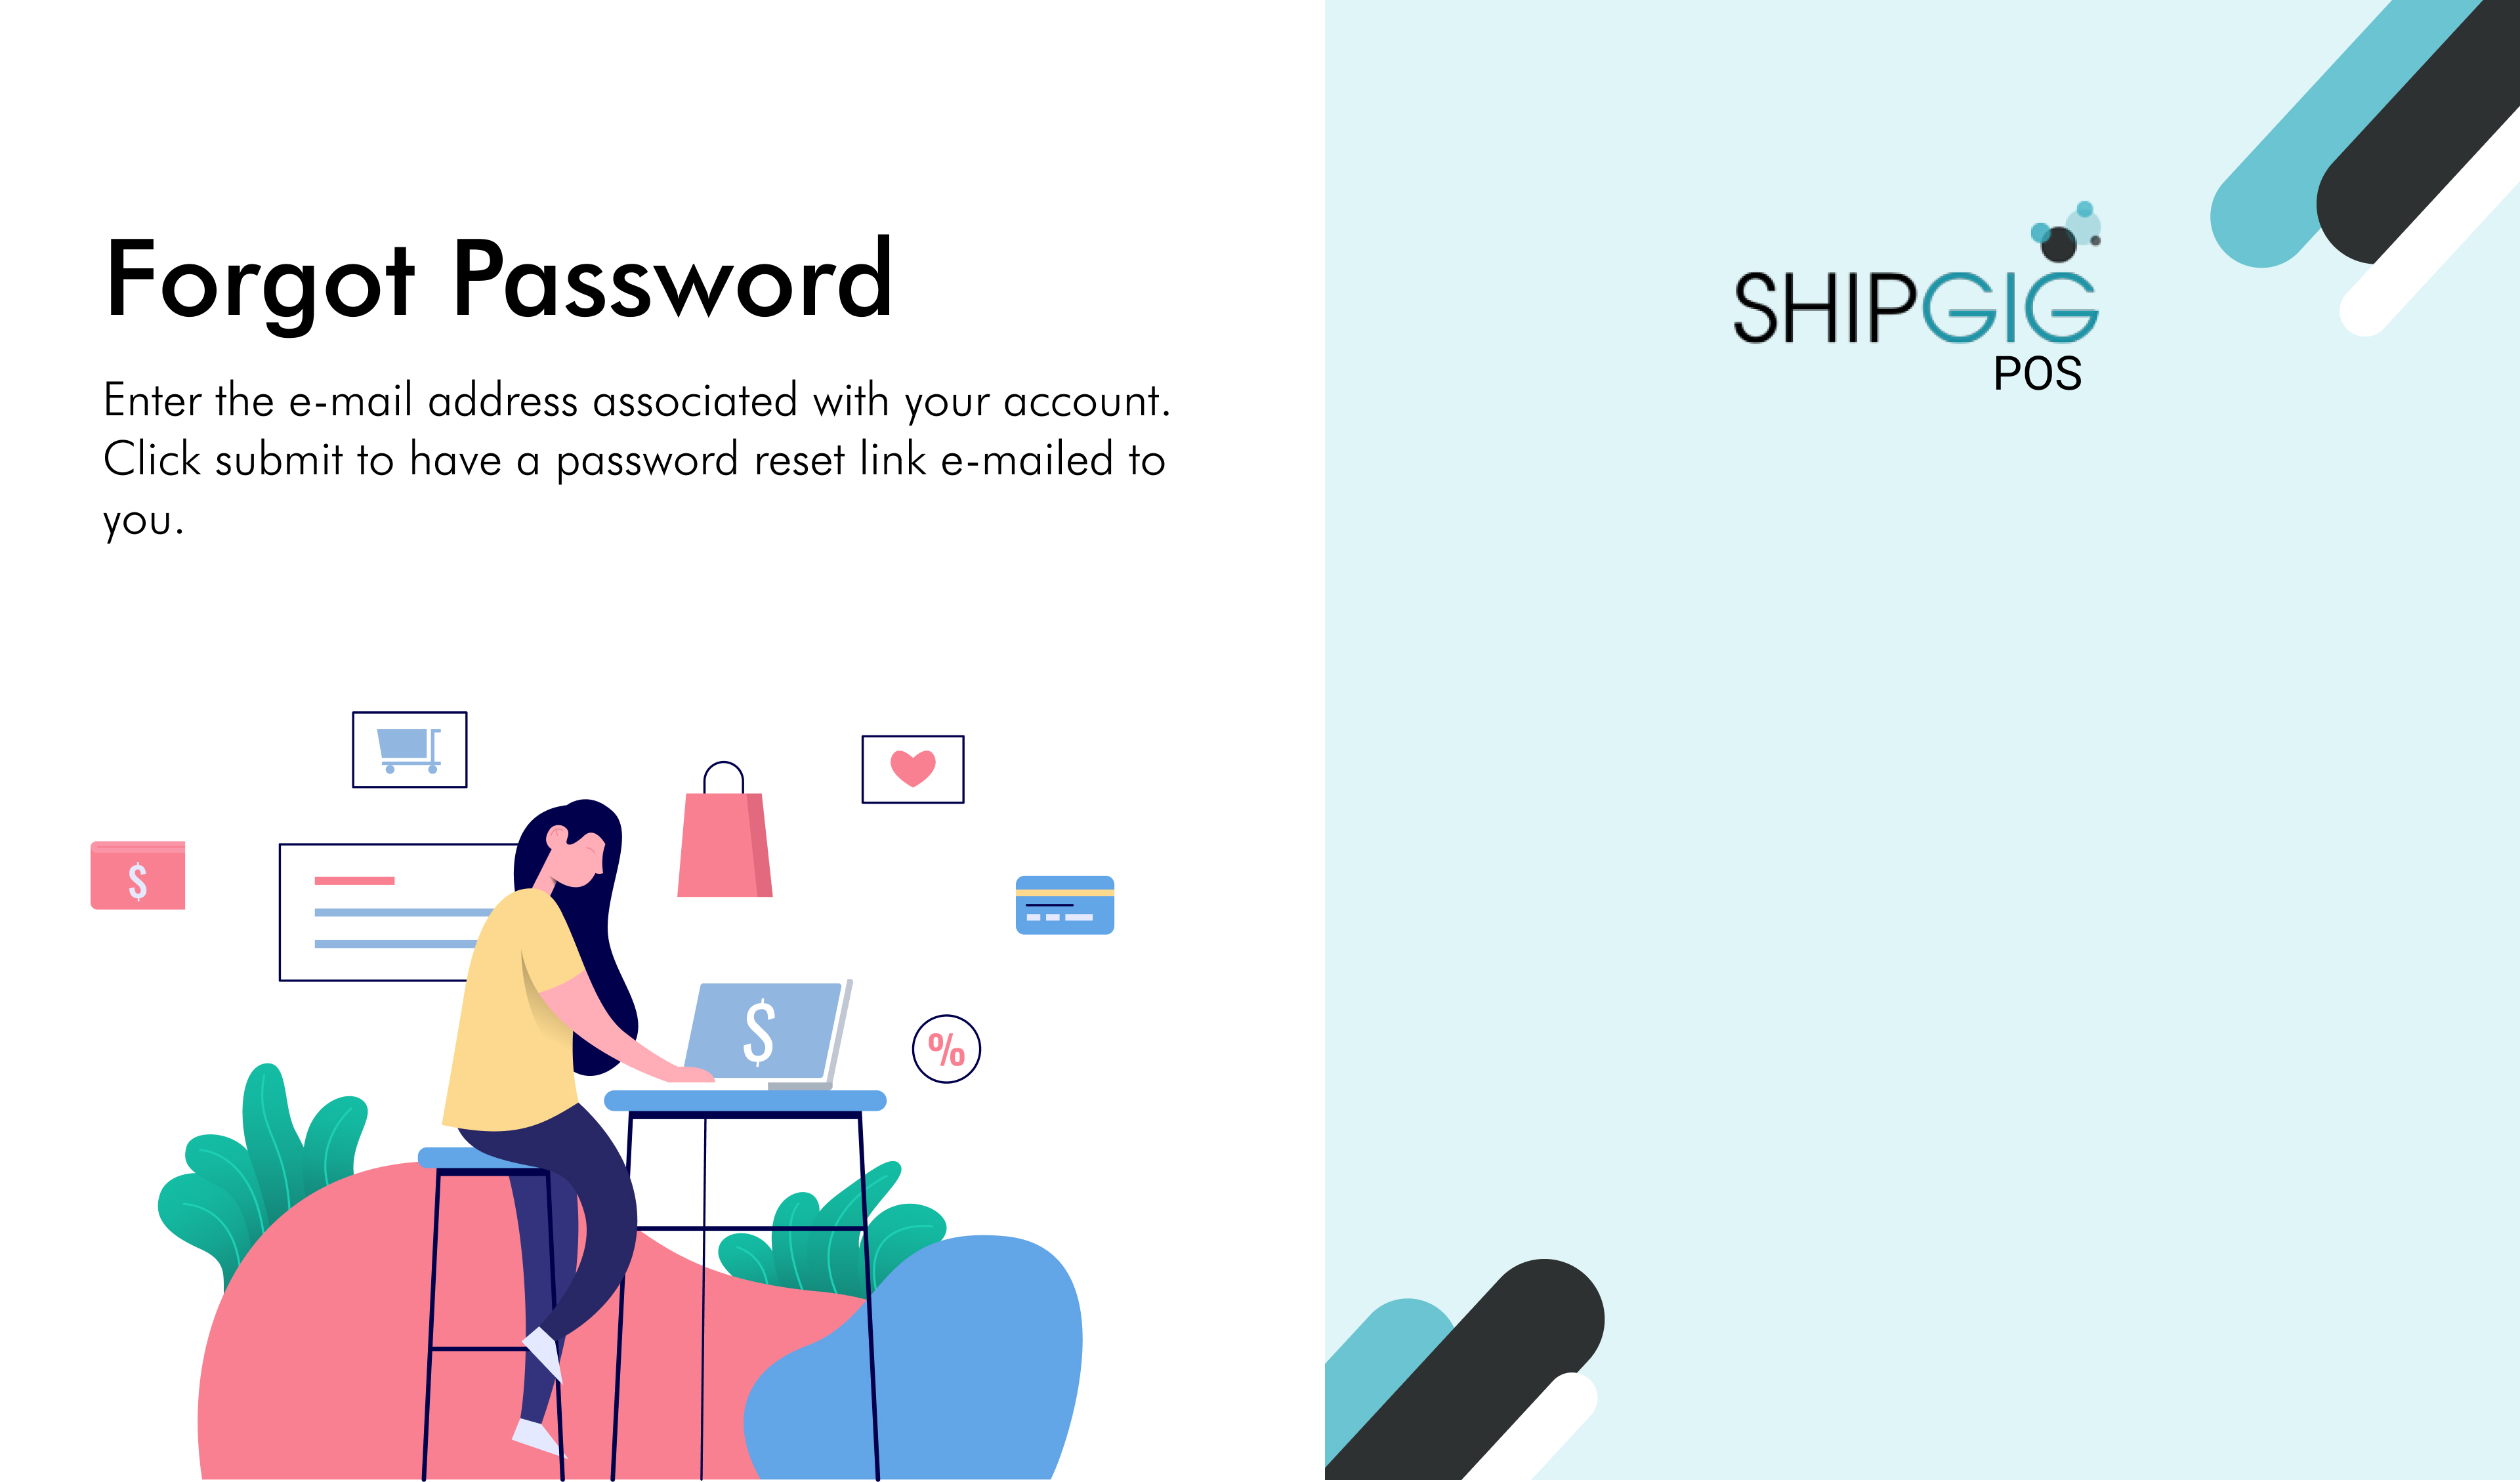 Forgot Password
Enter the e-mail address associated with your account.
Click submit to have a password reset link e-mailed to
you.
SHIPGIG
POS
$
$
%